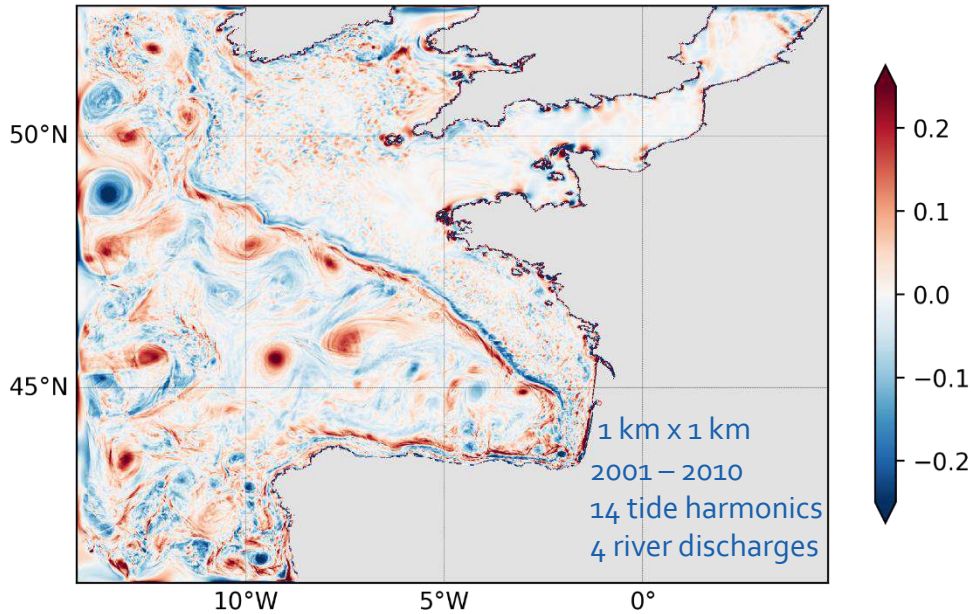 50°N
45°N
10°W
5°W
0°
0.2
0.1
0.0
−0.1
−0.2
1 km x 1 km
2001 – 2010
14 tide harmonics
4 river discharges